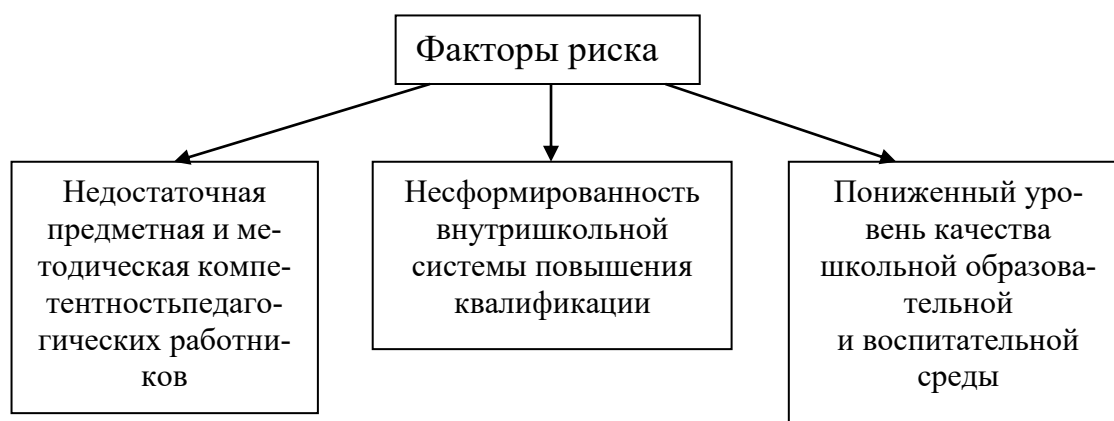 Факторы риска
Недостаточная
предметная и ме-
тодическая компе-
тентностьпедаго-
гических работни-
ков
Несформированность
внутришкольной
системы повышения
квалификации
Пониженный уро-
вень качества
школьной образова-
тельной
и воспитательной
среды